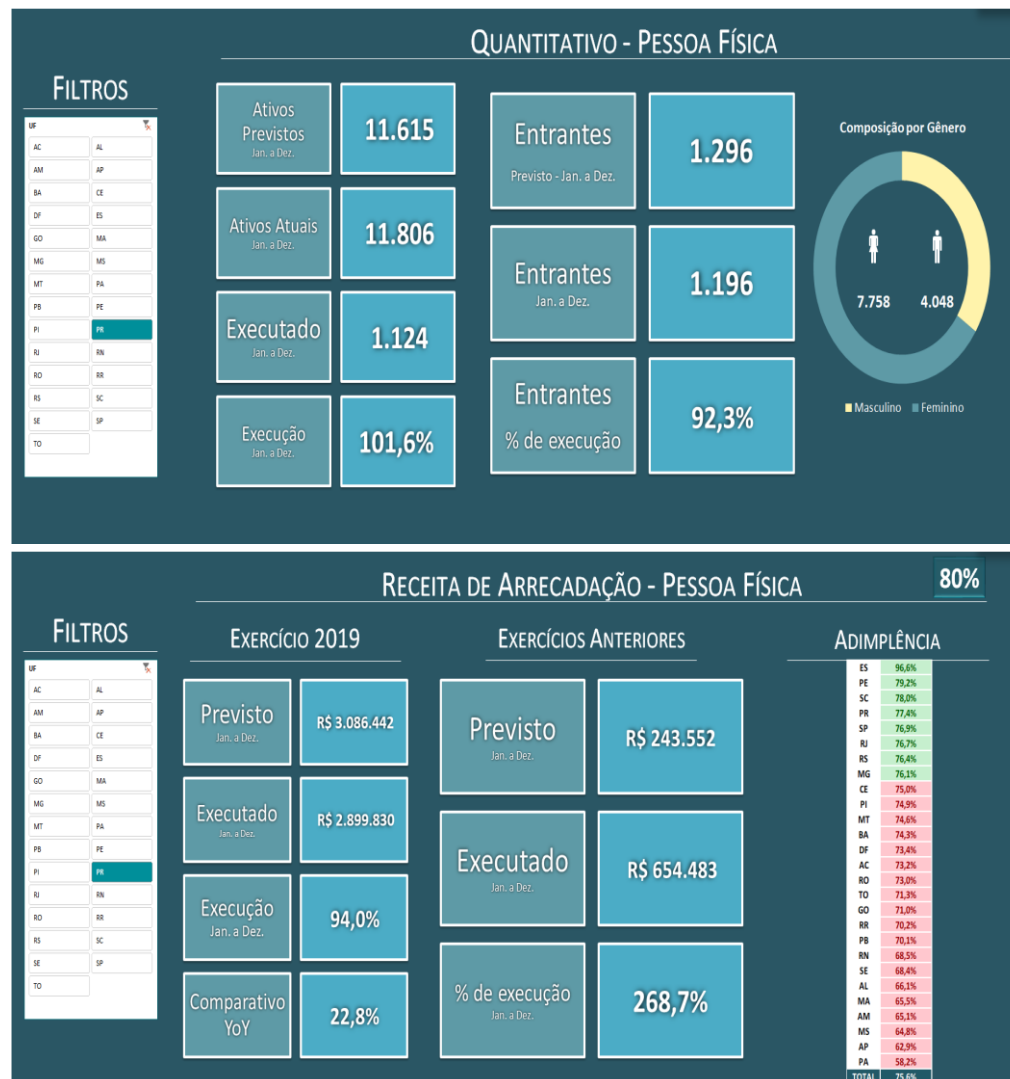 QUANTITATIVO - PESSOA FÍSICA
FILTROS
UF
AC AL
AM AP
BA CE
DF ES
GO MA
MG MS
MT PA
PB PE
PI PR
RJ RN
RO RR
RS SC
SE SP
TO
Ativos
Previstos
Jan. a Dez.
11.615
Ativos Atuais
Jan. a Dez.
11.806
Executado
Jan. a Dez.
1.124
Execução
Jan. a Dez.
101,6%
Entrantes
Previsto - Jan. a Dez.
1.296
Entrantes
Jan. a Dez.
1.196
Entrantes
% de execução
92,3%
Composição por Gênero
7.758 4.048
Masculino Feminino
RECEITA DE ARRECADAÇÃO - PESSOA FÍSICA
80%
FILTROS
UF
AC AL
AM AP
BA CE
DF ES
GO MA
MG MS
MT PA
PB PE
PI PR
RJ RN
RO RR
RS SC
SE SP
TO
EXERCÍCIO 2019
Previsto
Jan. a Dez.
R$ 3.086.442
Executado
Jan. a Dez.
R$ 2.899.830
Execução
Jan. a Dez.
94,0%
Comparativo
YoY
22,8%
EXERCÍCIOS ANTERIORES
Previsto
Jan. a Dez.
R$ 243.552
Executado
Jan. a Dez.
R$ 654.483
% de execução
Jan. a Dez.
268,7%
ADIMPLÊNCIA
ES 96,6%
PE 79,2%
SC 78,0%
PR 77,4%
SP 76,9%
RJ 76,7%
RS 76,4%
MG 76,1%
CE 75,0%
PI 74,9%
MT 74,6%
BA 74,3%
DF 73,4%
AC 73,2%
RO 73,0%
TO 71,3%
GO 71,0%
RR 70,2%
PB 70,1%
RN 68,5%
SE 68,4%
AL 66,1%
MA 65,5%
AM 65,1%
MS 64,8%
AP 62,9%
PA 58,2%
TOTAL 75,6%